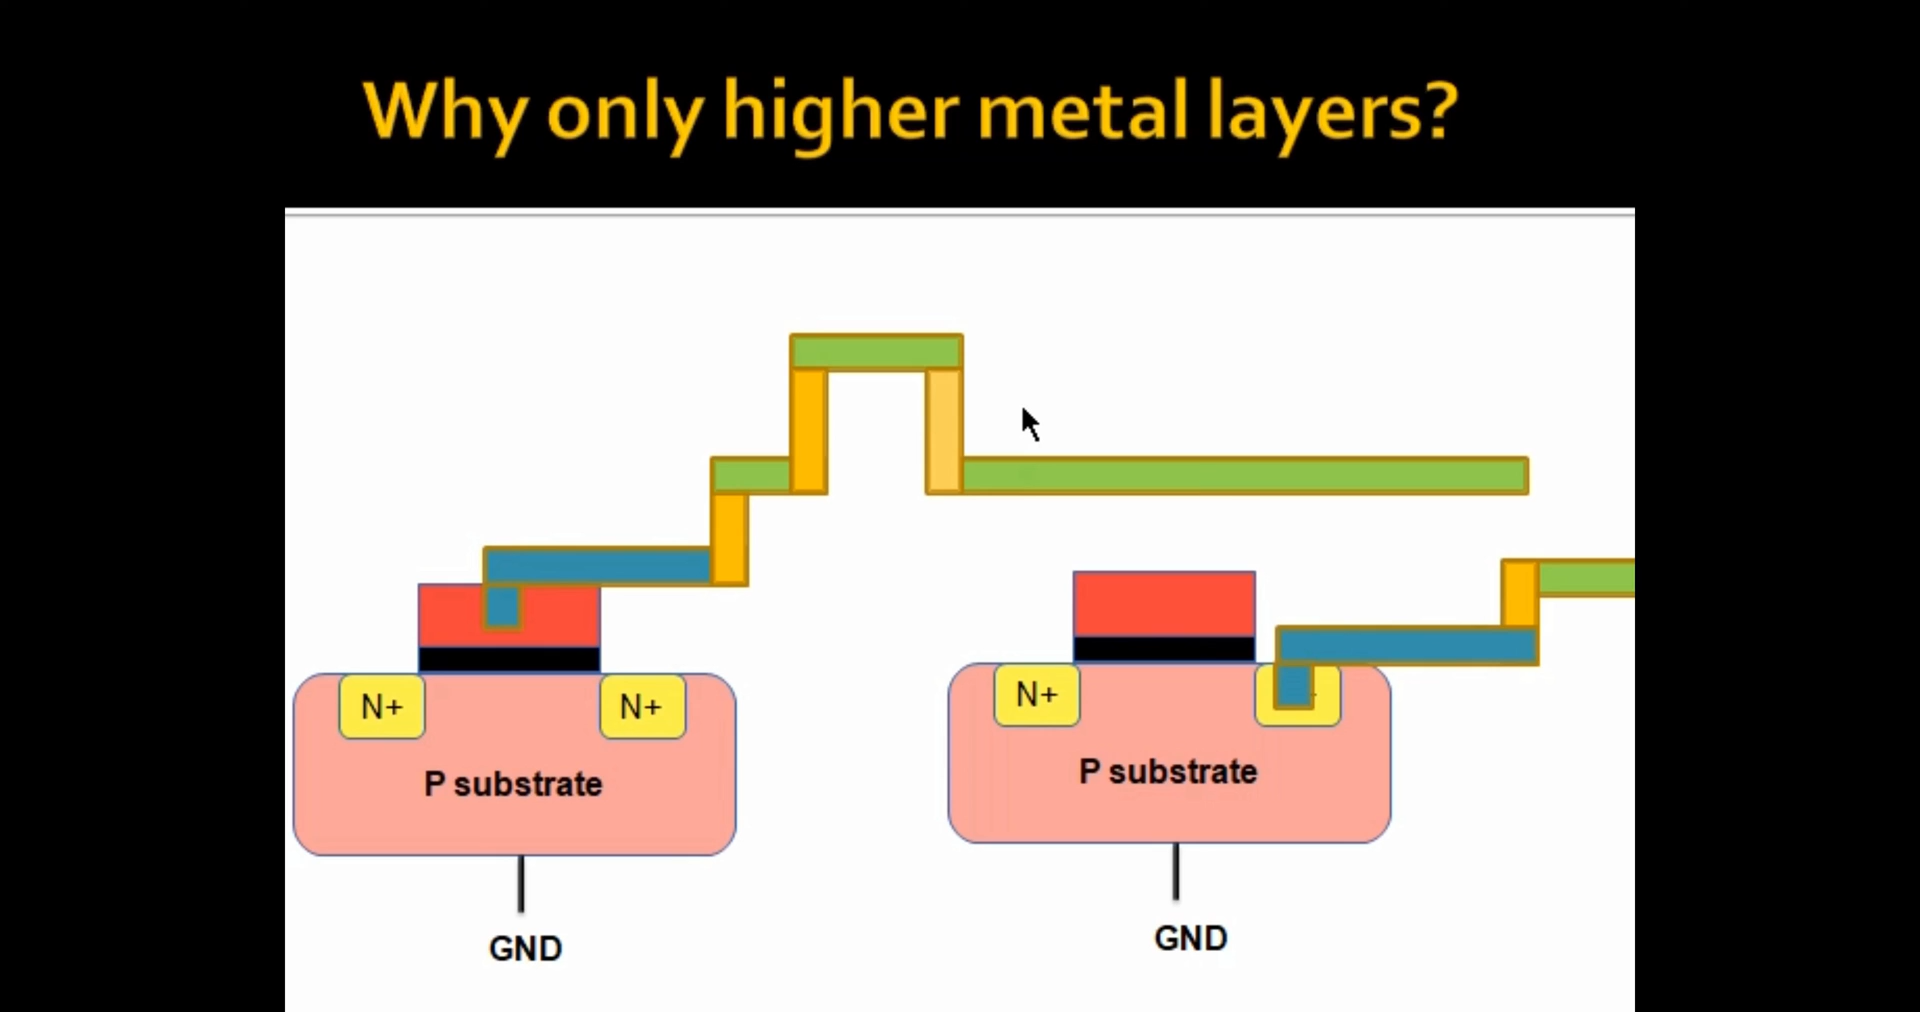 Why only higher metal layers?
N+
N+
P substrate
GND
N+
P substrate
GND